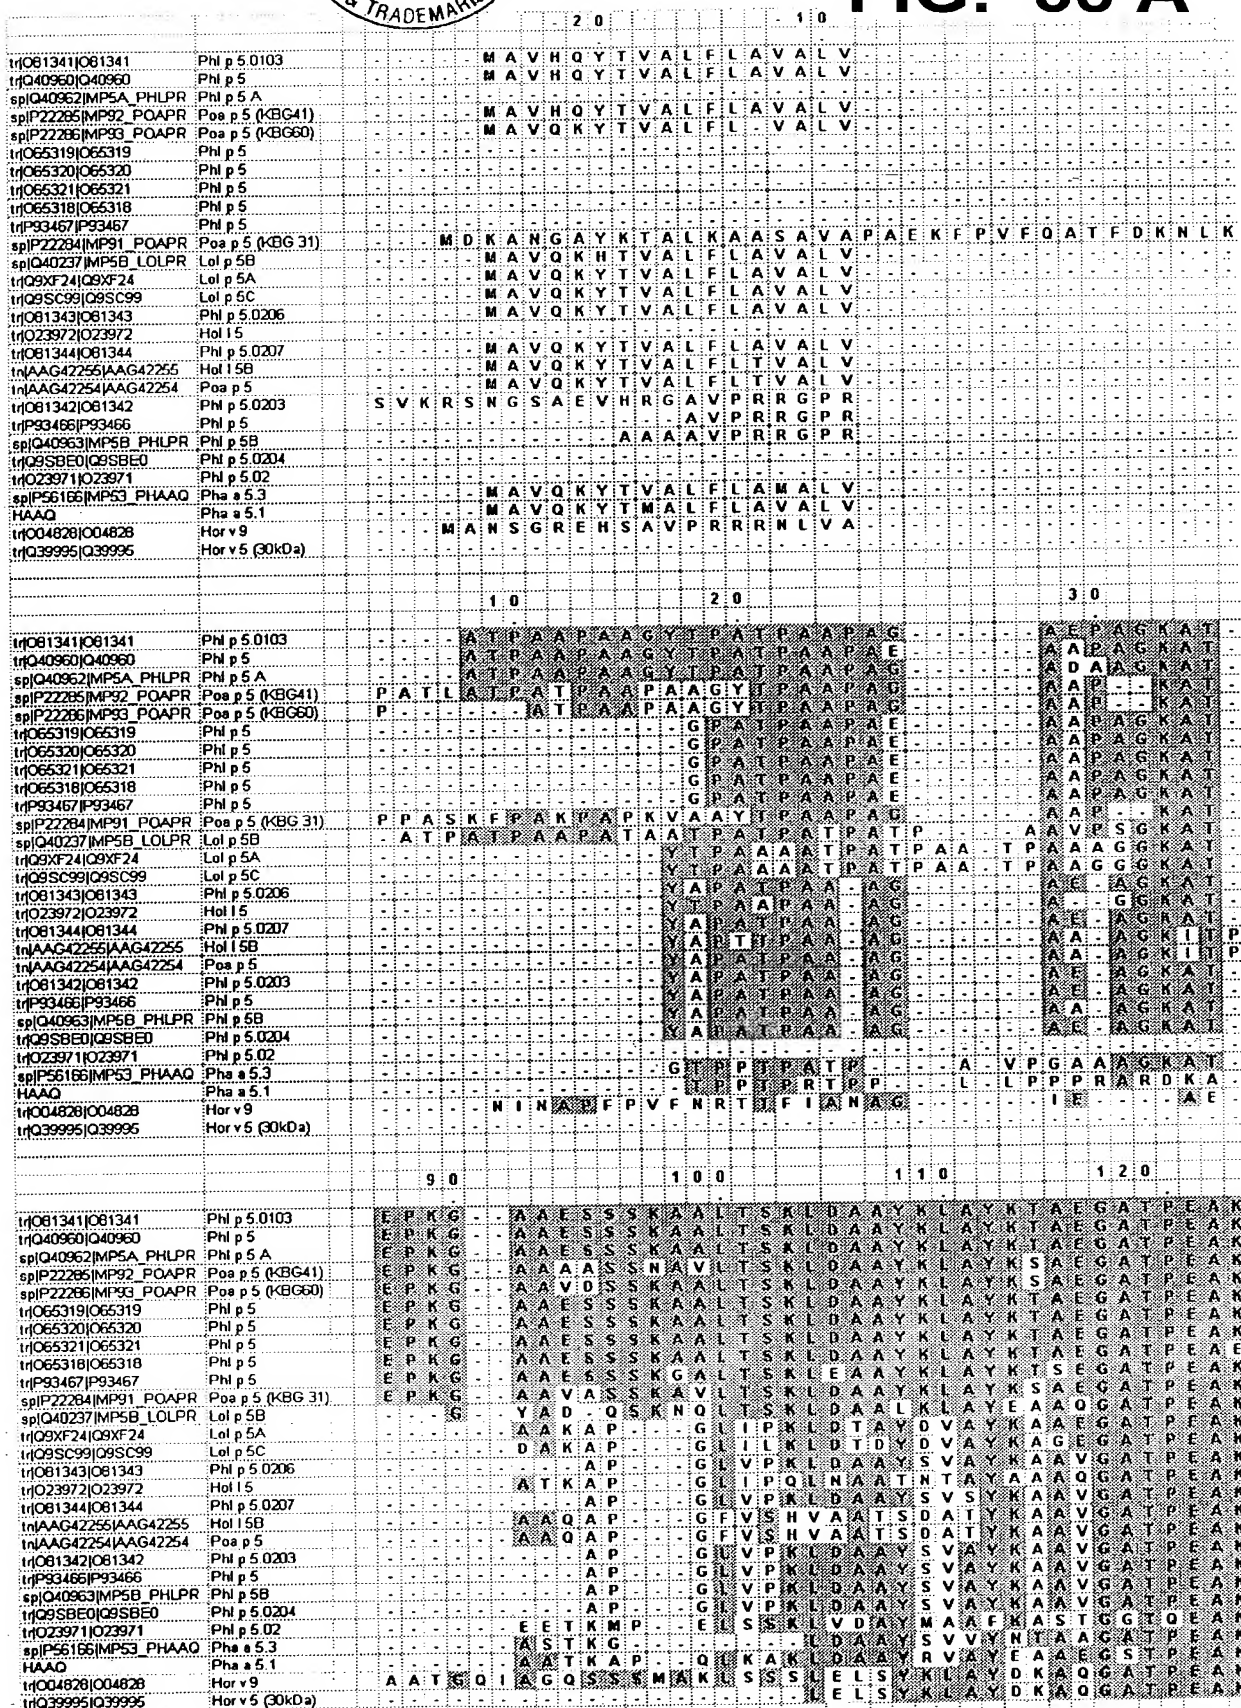 & TRADEMARK
FIG. 
20 10
tr|O81341|O81341 Phl p 5.0103 M A V H Q Y T V A L F L A V A L V
tr|Q40960|Q40960 Phl p 5 M A V H Q Y T V A L F L A V A L V
sp|Q40962|MP5A_PHLPR Phl p 5 A
sp|P22285|MP92_POAPR Poa p 5 (KBG41) M A V H Q Y T V A L F L A V A L V
sp|P22286|MP93_POAPR Poa p 5 (KBG60) M A V Q K Y T V A L F L - V A L V
tr|O65319|O65319 Phl p 5
tr|O65320|O65320 Phl p 5
tr|O65321|O65321 Phl p 5
tr|O65318|O65318 Phl p 5
tr|P93467|P93467 Phl p 5
sp|P22284|MP91_POAPR Poa p 5 (KBG 31) M D K A N G A Y K T A L K A A S A V A P A E K F P V F Q A T F D K N L K
sp|Q40237|MP5B_LOLPR Lol p 5B M A V Q K H T V A L F L A V A L V
tr|Q9XF24|Q9XF24 Lol p 5A M A V Q K Y T V A L F L A V A L V
tr|Q9SC99|Q9SC99 Lol p 5C M A V Q K Y T V A L F L A V A L V
tr|O81343|O81343 Phl p 5.0206 M A V Q K Y T V A L F L A V A L V
tr|O23972|O23972 Hol l 5
tr|O81344|O81344 Phl p 5.0207 M A V Q K Y T V A L F L A V A L V
tn|AAG42255|AAG42255 Hol l 5B M A V Q K Y T V A L F L T V A L V
tn|AAG42254|AAG42254 Poa p 5 M A V Q K Y T V A L F L T V A L V
tr|O81342|O81342 Phl p 5.0203 S V K R S N G S A E V H R G A V P R R G P R
tr|P93466|P93466 Phl p 5 A V P R R G P R
sp|Q40963|MP5B_PHLPR Phl p 5B A A A A V P R R G P R
tr|Q9SBE0|Q9SBE0 Phl p 5.0204
tr|O23971|O23971 Phl p 5.02
sp|P56166|MP53_PHAAQ Pha a 5.3 M A V Q K Y T V A L F L A M A L V
HAAQ Pha a 5.1 M A V Q K Y T M A L F L A V A L V
tr|O04828|O04828 Hor v 9 M A N S G R E H S A V P R R R N L V A
tr|Q39995|Q39995 Hor v 5 (30kDa)
10 20 30
tr|O81341|O81341 Phl p 5.0103 A T P A A P A A G Y T P A T P A A P A G A E P A G K A T
tr|Q40960|Q40960 Phl p 5 A T P A A P A A G Y T P A T P A A P A E A A P A G K A T
sp|Q40962|MP5A_PHLPR Phl p 5 A A T P A A P A A G Y T P A T P A A P A G A D A A G K A T
sp|P22285|MP92_POAPR Poa p 5 (KBG41) P A T L A T P A T P A A P A A G Y T P A A P A G A A P - - K A T
sp|P22286|MP93_POAPR Poa p 5 (KBG60) P A T P A A P A A G Y T P A A P A G A A P - - K A T
tr|O65319|O65319 Phl p 5 G P A T P A A P A E A A P A G K A T
tr|O65320|O65320 Phl p 5 G P A T P A A P A E A A P A G K A T
tr|O65321|O65321 Phl p 5 G P A T P A A P A E A A P A G K A T
tr|O65318|O65318 Phl p 5 G P A T P A A P A E A A P A G K A T
tr|P93467|P93467 Phl p 5 G P A T P A A P A E A A P A G K A T
sp|P22284|MP91_POAPR Poa p 5 (KBG 31) P P A S K F P A K P A P K V A A Y T P A A P A G A A P - - K A T
sp|Q40237|MP5B_LOLPR Lol p 5B A T P A T P A A P A T A A T P A T P A T P A T P A A V P S G K A T
tr|Q9XF24|Q9XF24 Lol p 5A Y T P A A A A T P A T P A A - T P A A A G G K A T
tr|Q9SC99|Q9SC99 Lol p 5C Y T P A A A A T P A T P A A - T P A A G G G K A T
tr|O81343|O81343 Phl p 5.0206 Y A P A T P A A - A G A E - A G K A T
tr|O23972|O23972 Hol l 5 Y T P A A P A A - A G A - - G G K A T
tr|O81344|O81344 Phl p 5.0207 Y A P A T P A A - A G A E - A G K A T
tn|AAG42255|AAG42255 Hol l 5B Y A P T T P A A - A G A A - A G K I T P
tn|AAG42254|AAG42254 Poa p 5 Y A P A T P A A - A G A A - A G K I T P
tr|O81342|O81342 Phl p 5.0203 Y A P A T P A A - A G A E - A G K A T
tr|P93466|P93466 Phl p 5 Y A P A T P A A - A G A A - A G K A T
sp|Q40963|MP5B_PHLPR Phl p 5B Y A P A T P A A - A G A A - A G K A T
tr|Q9SBE0|Q9SBE0 Phl p 5.0204 Y A P A T P A A - A G A E - A G K A T
tr|O23971|O23971 Phl p 5.02
sp|P56166|MP53_PHAAQ Pha a 5.3 G T P P T P A T P A - V P G A A A G K A T
HAAQ Pha a 5.1 T P P T P R T P P L - L P P P R A R D K A
tr|O04828|O04828 Hor v 9 N I N A P F P V F N R T T F I A N A G I E A E
tr|Q39995|Q39995 Hor v 5 (30kDa)
90 100 110 120
tr|O81341|O81341 Phl p 5.0103 E P K G - - A A E S S S K A A L T S K L D A A Y K L A Y K T A E G A T P E A K
tr|Q40960|Q40960 Phl p 5 E P K G - - A A E S S S K A A L T S K L D A A Y K L A Y K T A E G A T P E A K
sp|Q40962|MP5A_PHLPR Phl p 5 A E P K G - - A A E S S S K A A L T S K L D A A Y K L A Y K T A E G A T P E A K
sp|P22285|MP92_POAPR Poa p 5 (KBG41) E P K G - - A A A A S S N A V L T S K L D A A Y K L A Y K S A E G A T P E A K
sp|P22286|MP93_POAPR Poa p 5 (KBG60) E P K G - - A A V D S S K A A L T S K L D A A Y K L A Y K S A E G A T P E A K
tr|O65319|O65319 Phl p 5 E P K G - - A A E S S S K A A L T S K L D A A Y K L A Y K T A E G A T P E A K
tr|O65320|O65320 Phl p 5 E P K G - - A A E S S S K A A L T S K L D A A Y K L A Y K T A E G A T P E A K
tr|O65321|O65321 Phl p 5 E P K G - - A A E S S S K A A L T S K L D A A Y K L A Y K T A E G A T P E A K
tr|O65318|O65318 Phl p 5 E P K G - - A A E S S S K A A L T S K L D A A Y K L A Y K T A E G A T P E A E
tr|P93467|P93467 Phl p 5 E P K G - - A A E S S S K G A L T S K L E A A Y K L A Y K T S E G A T P E A K
sp|P22284|MP91_POAPR Poa p 5 (KBG 31) E P K G - - A A V A S S K A V L T S K L D A A Y K L A Y K S A E G A T P E A K
sp|Q40237|MP5B_LOLPR Lol p 5B G - - Y A D - Q S K N Q L T S K L D A A L K L A Y E A A Q G A T P E A K
tr|Q9XF24|Q9XF24 Lol p 5A A A K A P - - - G L I P K L D T A Y D V A Y K A A E G A T P E A K
tr|Q9SC99|Q9SC99 Lol p 5C D A K A P - - - G L I L K L D T D Y D V A Y K A G E G A T P E A K
tr|O81343|O81343 Phl p 5.0206 A P - - - G L V P K L D A A Y S V A Y K A A V G A T P E A K
tr|O23972|O23972 Hol l 5 A T K A P - - - G L I P Q L N A A T N T A Y A A A Q G A T P E A K
tr|O81344|O81344 Phl p 5.0207 A P - - - G L V P K L D A A Y S V S Y K A A V G A T P E A K
tn|AAG42255|AAG42255 Hol l 5B A A Q A P - - - G F V S H V A A T S D A T Y K A A V G A T P E A K
tn|AAG42254|AAG42254 Poa p 5 A A Q A P - - - G F V S H V A A T S D A T Y K A A V G A T P E A K
tr|O81342|O81342 Phl p 5.0203 A P - - - G L V P K L D A A Y S V A Y K A A V G A T P E A K
tr|P93466|P93466 Phl p 5 A P - - - G L V P K L D A A Y S V A Y K A A V G A T P E A K
sp|Q40963|MP5B_PHLPR Phl p 5B A P - - - G L V P K L D A A Y S V A Y K A A V G A T P E A K
tr|Q9SBE0|Q9SBE0 Phl p 5.0204 A P - - - G L V P K L D A A Y S V A Y K A A V G A T P E A K
tr|O23971|O23971 Phl p 5.02 E E T K M P - - E L S S K L V D A Y M A A F K A S T G G T Q E A K
sp|P56166|MP53_PHAAQ Pha a 5.3 A S T K G - - - - - - - - L D A A Y S V V Y N T A A G A T P E A K
HAAQ Pha a 5.1 A A T K A P - - Q L K A K L D A A Y R V A Y E A A E G S T P E A K
tr|O04828|O04828 Hor v 9 A A T G Q I A G Q S S S M A K L S S S L E L S Y K L A Y D K A Q G A T P E A K
tr|Q39995|Q39995 Hor v 5 (30kDa) L E L S Y K L A Y D K A Q G A T P E A K